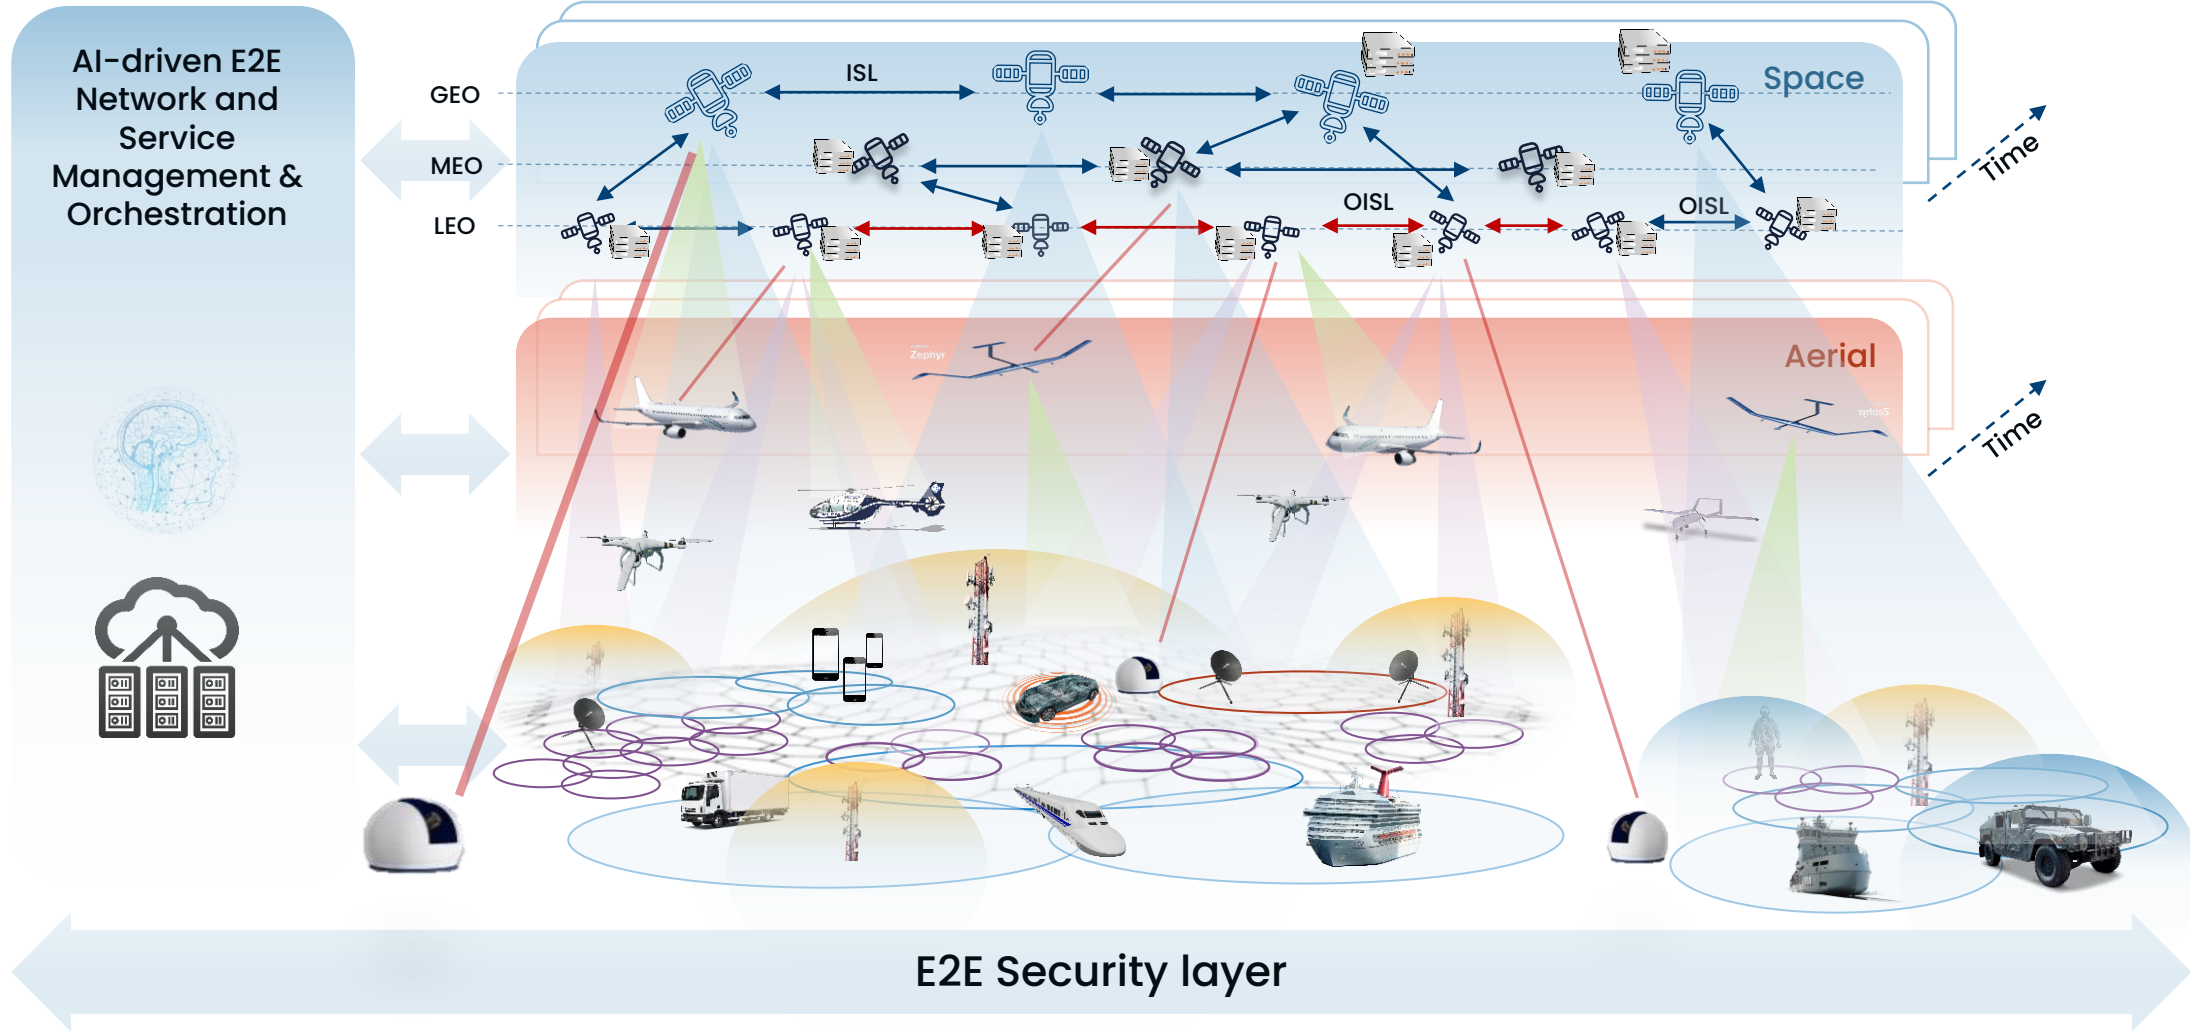 AI-driven E2E
Network and
Service
Management &
Orchestration
GEO
MEO
LEO
ISL
OISL
OISL
Space
Time
Aerial
Time
Zephyr
Zephyr
E2E Security layer